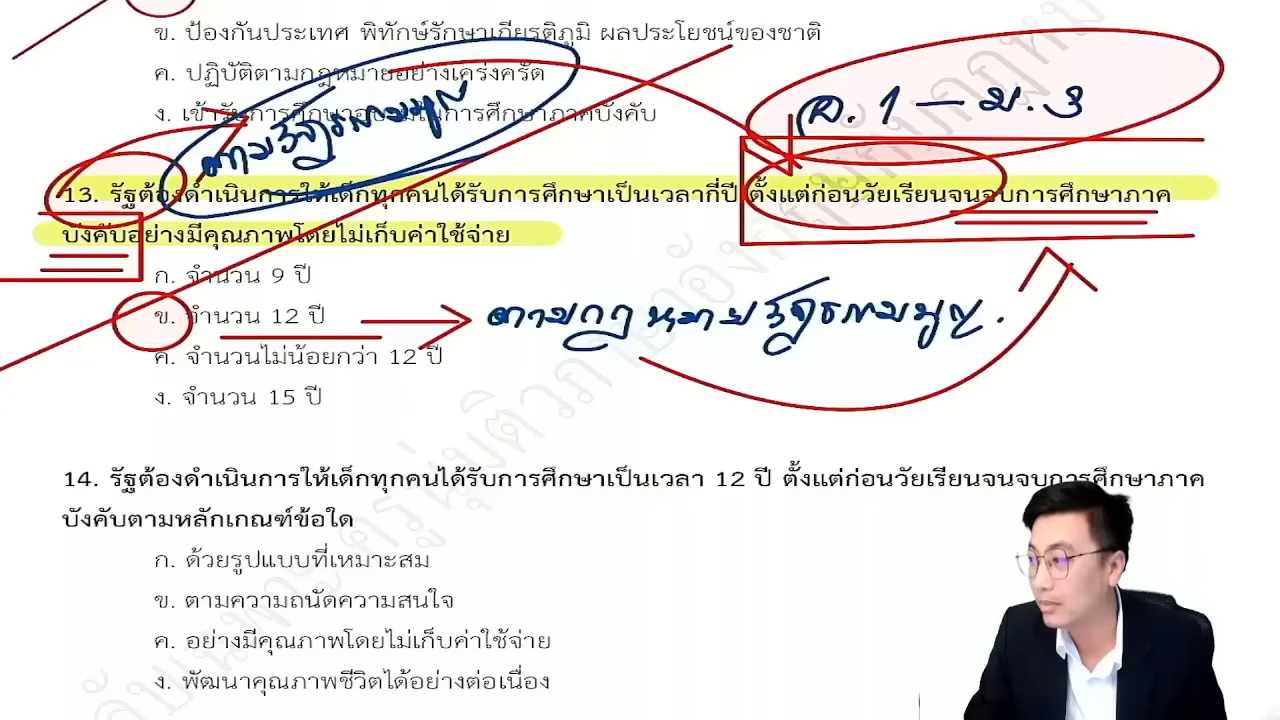 ข. ป้องกันประเทศ พิทักษ์รักษาเกียรติภูมิ ผลประโยชน์ของชาติ
ค. ปฏิบัติตามกฎหมายอย่างเคร่งครัด
ง. เข้ารับการศึกษาอบรมในการศึกษาภาคบังคับ
ตามรัฐธรรมนูญ
อ. 1 – ม. 3
13. รัฐต้องดำเนินการให้เด็กทุกคนได้รับการศึกษาเป็นเวลากี่ปี ตั้งแต่ก่อนวัยเรียนจนจบการศึกษาภาค
บังคับอย่างมีคุณภาพโดยไม่เก็บค่าใช้จ่าย
ก. จำนวน 9 ปี
ข. จำนวน 12 ปี
ตามกฎหมายรัฐธรรมนูญ.
ค. จำนวนไม่น้อยกว่า 12 ปี
ง. จำนวน 15 ปี
14. รัฐต้องดำเนินการให้เด็กทุกคนได้รับการศึกษาเป็นเวลา 12 ปี ตั้งแต่ก่อนวัยเรียนจนจบการศึกษาภาค
บังคับตามหลักเกณฑ์ข้อใด
ก. ด้วยรูปแบบที่เหมาะสม
ข. ตามความถนัดความสนใจ
ค. อย่างมีคุณภาพโดยไม่เก็บค่าใช้จ่าย
ง. พัฒนาคุณภาพชีวิตได้อย่างต่อเนื่อง